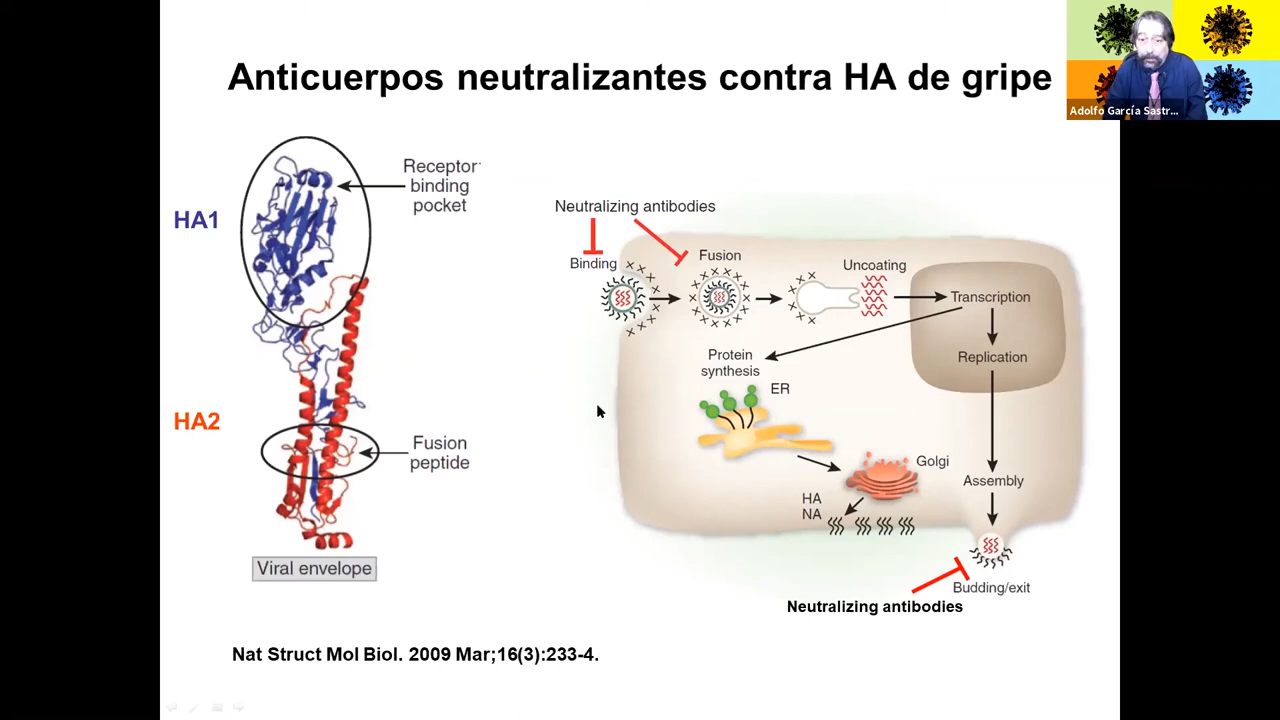 Anticuerpos neutralizantes contra HA de gripe
Adolfo García Sastr...
HA1
Receptor
binding
pocket
HA2
Fusion
peptide
Viral envelope
Neutralizing antibodies
Binding
Fusion
Uncoating
Transcription
Replication
Protein
synthesis
ER
Golgi
HA
NA
Assembly
Budding/exit
Neutralizing antibodies
Nat Struct Mol Biol. 2009 Mar;16(3):233-4.